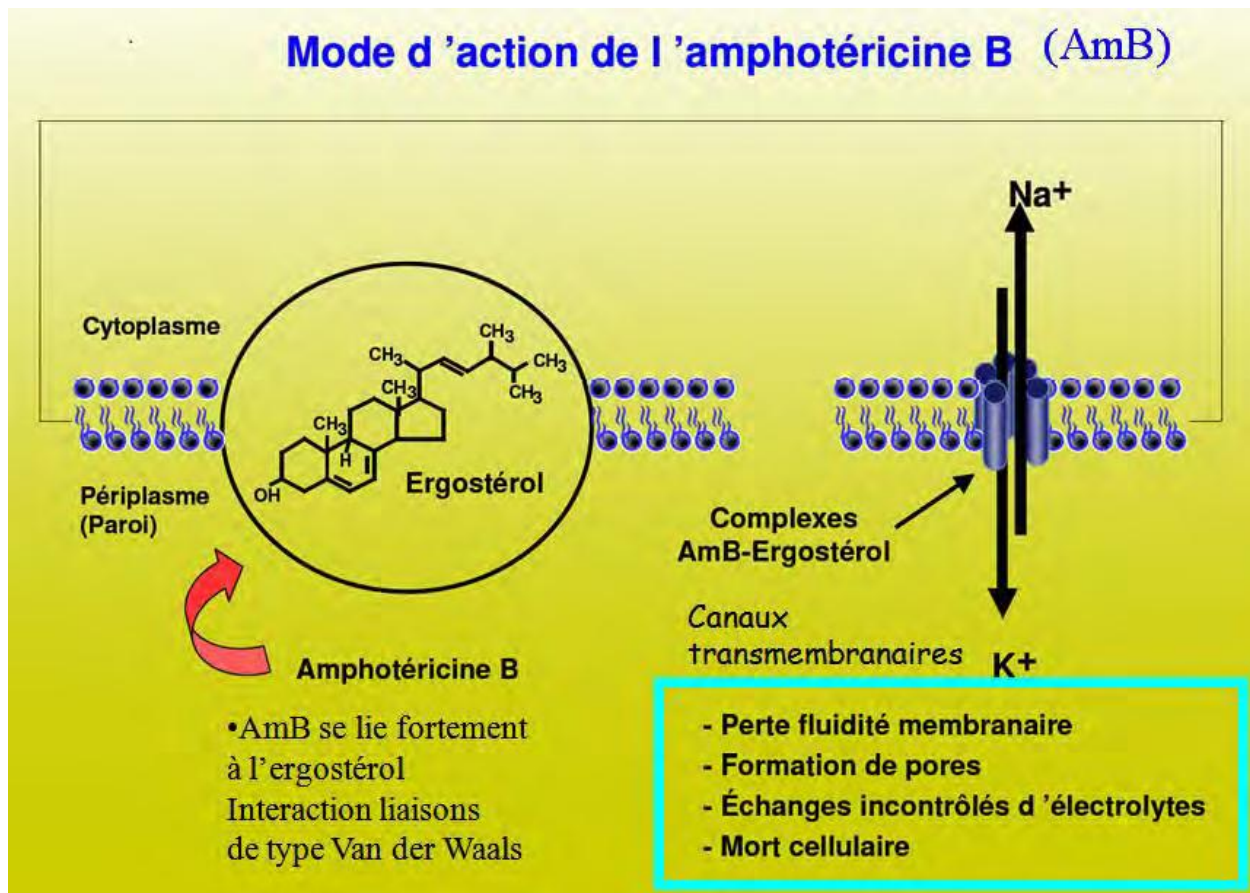 Mode d ’action de l ’amphotéricine B (AmB)
Na+
Cytoplasme
CH3
CH3
CH3
CH3
CH3
CH3
H
OH
Ergostérol
Périplasme
(Paroi)
Complexes
AmB-Ergostérol
Canaux
transmembranaires
K+
Amphotéricine B
•AmB se lie fortement
à l’ergostérol
Interaction liaisons
de type Van der Waals
- Perte fluidité membranaire
- Formation de pores
- Échanges incontrôlés d ’électrolytes
- Mort cellulaire